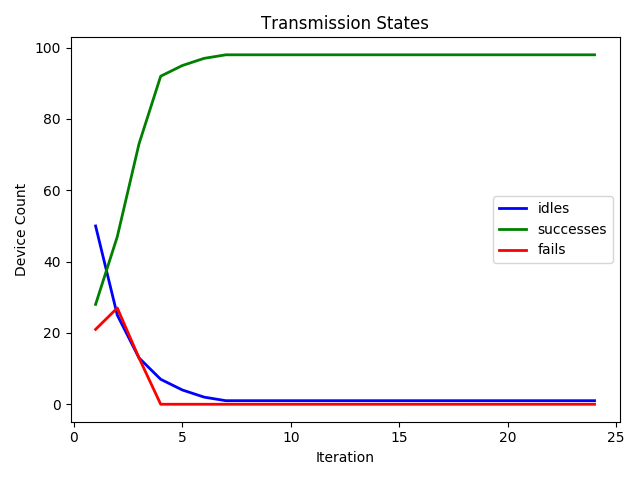 Transmission States
Device Count
100
80
60
40
20
0
idles
successes
fails
0 5 10 15 20 25
Iteration